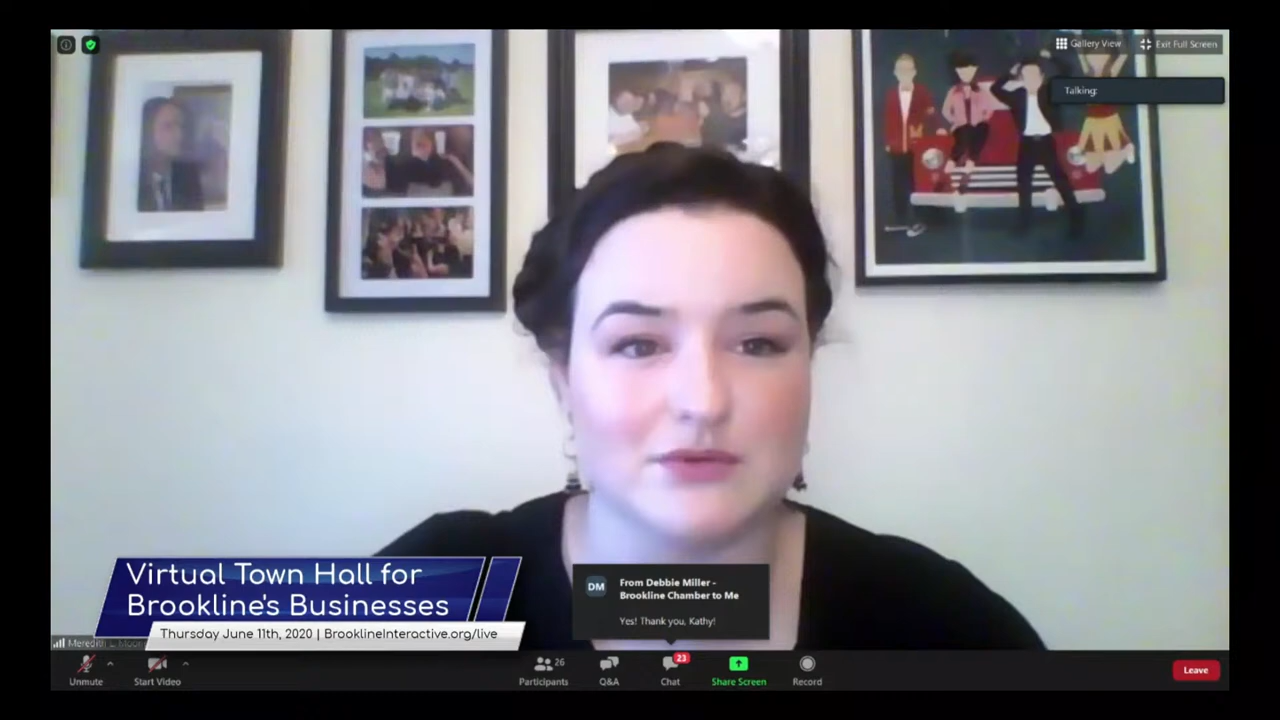 Gallery View
Exit Full Screen
Talking:
Virtual Town Hall for
Brookline's Businesses
Thursday June 11th, 2020 | BrooklineInteractive.org/live
DM
From Debbie Miller -
Brookline Chamber to Me
Yes! Thank you, Kathy!
Meredith
Unmute
Start Video
26
Participants
Q&A
23
Chat
Share Screen
Record
Leave